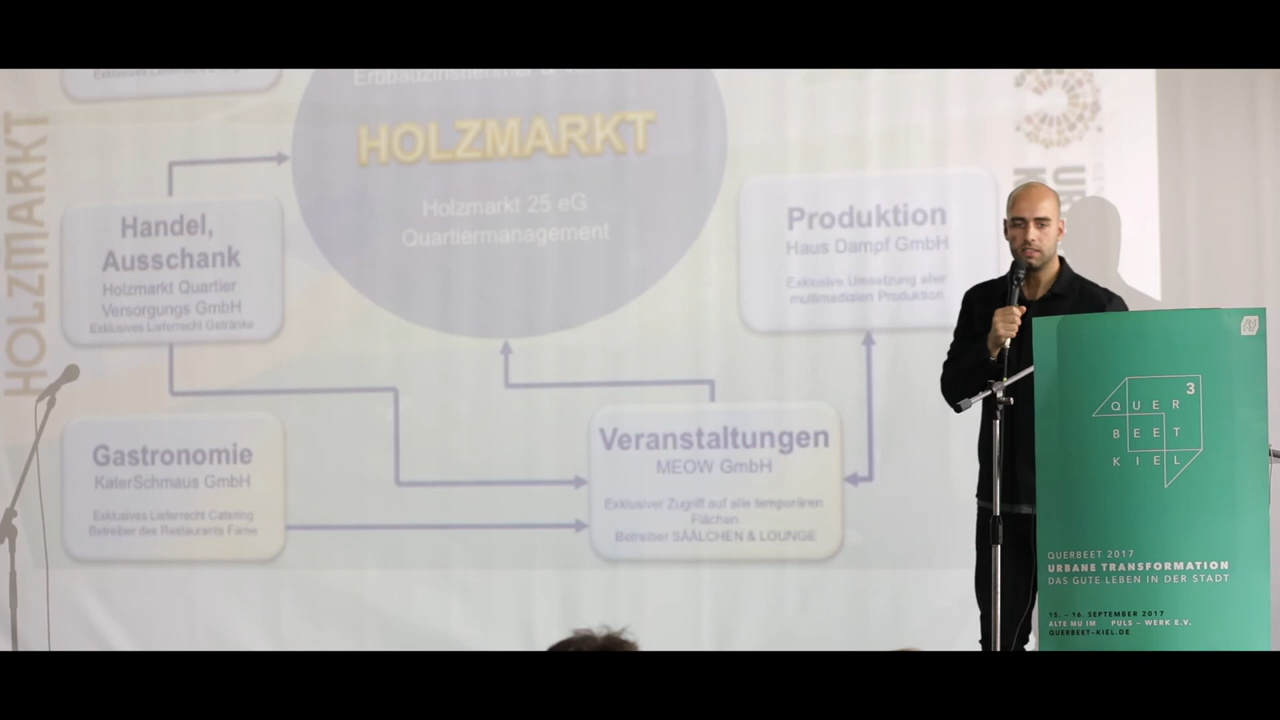 HOLZMARKT
HOLZMARKT
Holzmarkt 25 eG
Quartiermanagement
Handel,
Ausschank
Holzmarkt Quartier
Versorgungs GmbH
Exklusives Lieferrecht Getränke
Produktion
Haus Dampf GmbH
Exklusive Umsetzung aller
multimedialen Produktion
Gastronomie
KaterSchmaus GmbH
Exklusives Lieferrecht Catering
Betreiber des Restaurants Fame
Veranstaltungen
MEOW GmbH
Exklusiver Zugriff auf alle temporären
Flächen
Betreiber SÄÄLCHEN & LOUNGE
3
QUER
BEET
KIEL
QUERBEET 2017
URBANE TRANSFORMATION
DAS GUTE LEBEN IN DER STADT
15. – 16. SEPTEMBER 2017
ALTE MU IM PULS – WERK E.V.
QUERBEET-KIEL.DE